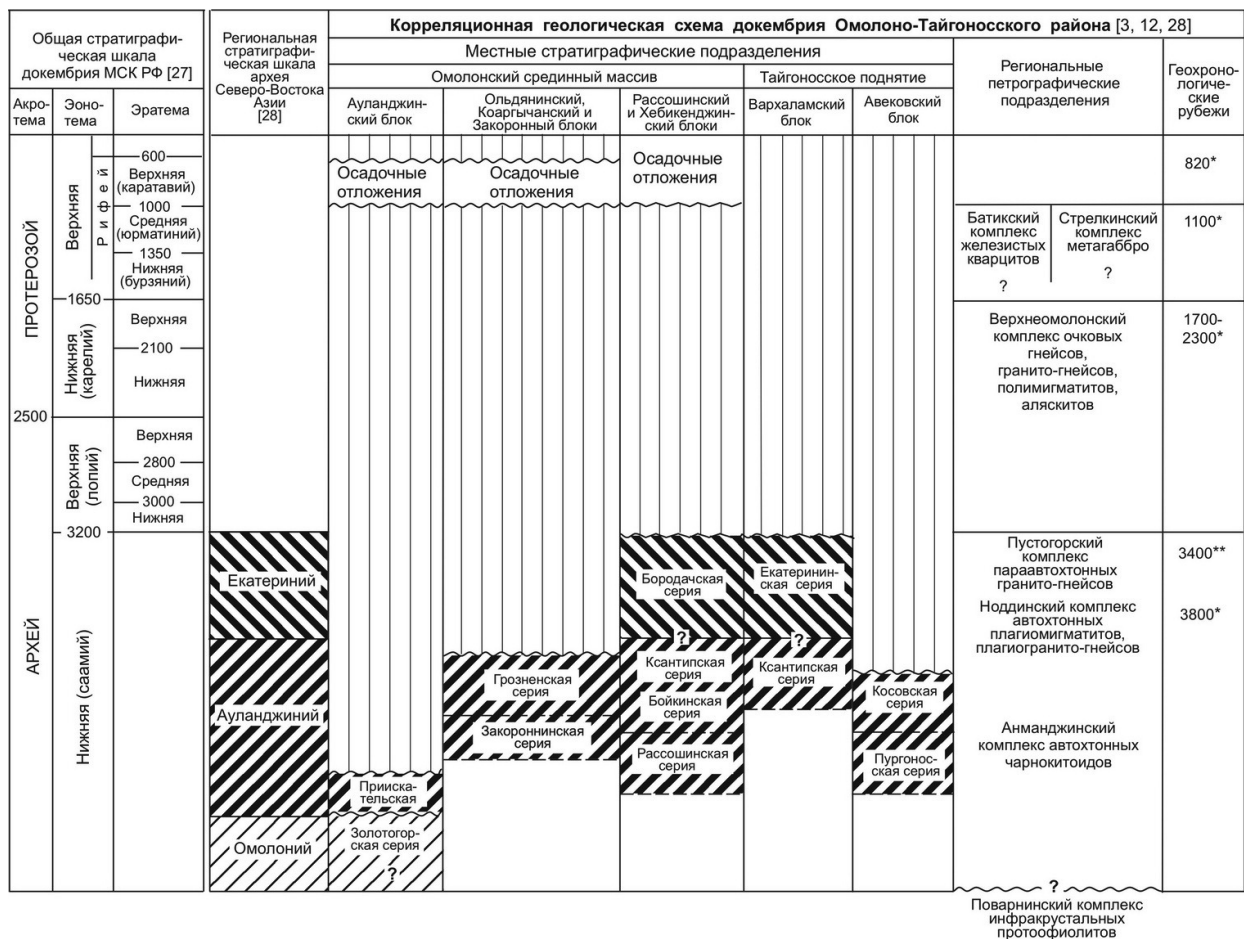 Корреляционная геологическая схема докембрия Омолоно-Тайгоносского района [3, 12, 28]
Общая стратиграфи-
ческая шкала
докембрия МСК РФ [27]
Акро-
тема
Эоно-
тема
Эратема
Региональная
стратиграфи-
ческая шкала
архея
Северо-Востока
Азии
[28]
Местные стратиграфические подразделения
Омолонский срединный массив
Тайгоносское поднятие
Ауланджин-
ский блок
Ольдянинский,
Коаргычанский и
Закоронный блоки
Рассошинский
и Хебикенджин-
ский блоки
Вархаламский
блок
Авековский
блок
Региональные
петрографические
подразделения
Геохроно-
логиче-
ские
рубежи
ПРОТЕРОЗОЙ
Верхняя
Рифей
600
Верхняя
(каратавий)
1000
Средняя
(юрматиний)
1350
Нижняя
(бурзяний)
1650
Нижняя
(карелий)
Верхняя
2100
Нижняя
2500
АРХЕЙ
Верхняя
(лопий)
Верхняя
2800
Средняя
3000
Нижняя
3200
Нижняя (саамий)
Екатериний
Ауланджиний
Омолоний
Осадочные
отложения
Прииска-
тельская
Золотогор-
ская серия
?
Осадочные
отложения
Грозненская
серия
Закороннинская
серия
Осадочные
отложения
Бородачская
серия
?
Ксантипская
серия
Бойкинская
серия
Рассошинская
серия
Екатеринин-
ская серия
?
Ксантипская
серия
Косовская
серия
Пургонос-
ская серия
Батикский
комплекс
железистых
кварцитов
?
Стрелкинский
комплекс
метагаббро
?
Верхнеомолонский
комплекс очковых
гнейсов,
гранито-гнейсов,
полимигматитов,
аляскитов
Пустогорский
комплекс
параавтохтонных
гранито-гнейсов
Ноддинский комплекс
автохтонных
плагиомигматитов,
плагиогранито-гнейсов
Анманджинский
комплекс автохтонных
чарнокитоидов
?
Поварнинский комплекс
инфракрустальных
протоофиолитов
820*
1100*
1700-
2300*
3400**
3800*